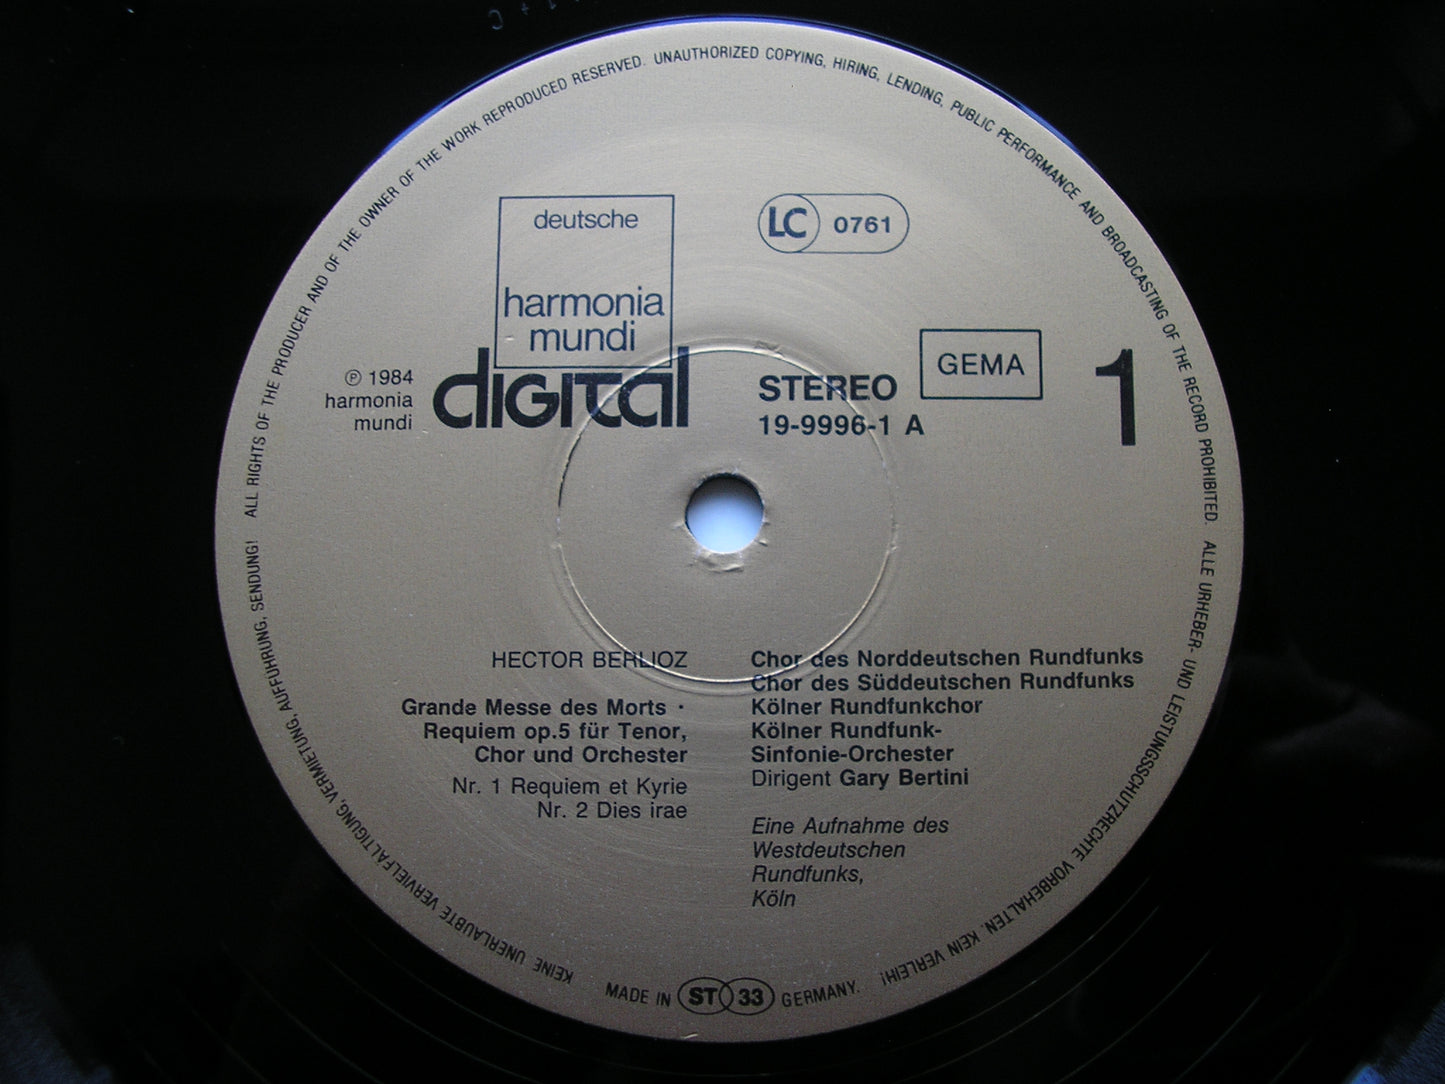 ALL RIGHTS OF THE PRODUCER AND OF THE OWNER OF THE WORK REPRODUCED RESERVED. UNAUTHORIZED COPYING, HIRING, LENDING, PUBLIC PERFORMANCE AND BROADCASTING OF THE RECORD PROHIBITED.
ALLE URHEBER- UND LEISTUNGSSCHUTZRECHTE VORBEHALTEN. KEIN VERLEIH!
KEINE UNERLAUBTE VERVIELFÄLTIGUNG, VERMIETUNG, AUFFÜHRUNG, SENDUNG!
deutsche
harmonia
mundi
digital
LC 0761
℗ 1984
harmonia
mundi
STEREO
19-9996-1 A
GEMA
1
HECTOR BERLIOZ
Grande Messe des Morts ·
Requiem op.5 für Tenor,
Chor und Orchester
Nr. 1 Requiem et Kyrie
Nr. 2 Dies irae
Chor des Norddeutschen Rundfunks
Chor des Süddeutschen Rundfunks
Kölner Rundfunkchor
Kölner Rundfunk-
Sinfonie-Orchester
Dirigent Gary Bertini
Eine Aufnahme des
Westdeutschen
Rundfunks,
Köln
MADE IN ST 33 GERMANY.